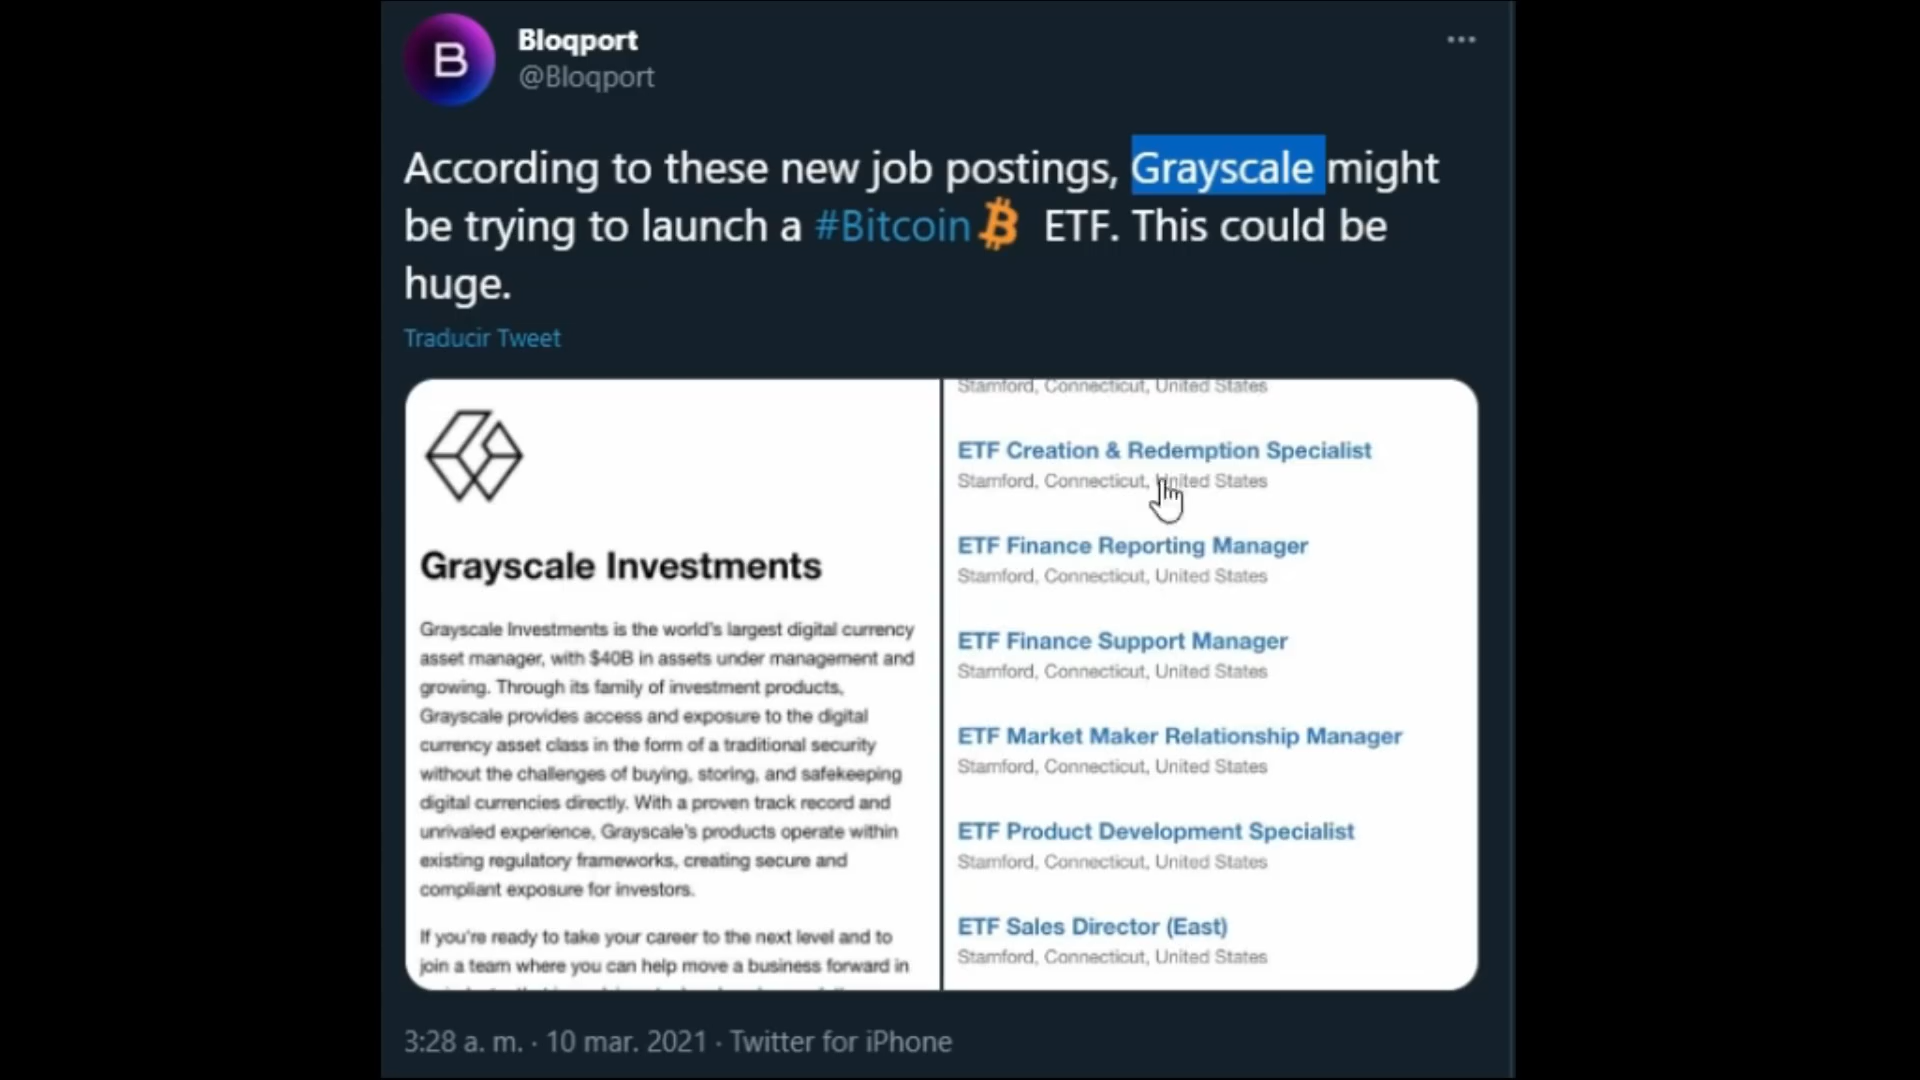 B
Bloqport
@Bloqport
According to these new job postings, Grayscale might
be trying to launch a #Bitcoin ETF. This could be
huge.
Traducir Tweet
Grayscale Investments
Grayscale Investments is the world's largest digital currency
asset manager, with $40B in assets under management and
growing. Through its family of investment products,
Grayscale provides access and exposure to the digital
currency asset class in the form of a traditional security
without the challenges of buying, storing, and safekeeping
digital currencies directly. With a proven track record and
unrivaled experience, Grayscale's products operate within
existing regulatory frameworks, creating secure and
compliant exposure for investors.
If you're ready to take your career to the next level and to
join a team where you can help move a business forward in
Stamford, Connecticut, United States
ETF Creation & Redemption Specialist
Stamford, Connecticut, United States
ETF Finance Reporting Manager
Stamford, Connecticut, United States
ETF Finance Support Manager
Stamford, Connecticut, United States
ETF Market Maker Relationship Manager
Stamford, Connecticut, United States
ETF Product Development Specialist
Stamford, Connecticut, United States
ETF Sales Director (East)
Stamford, Connecticut, United States
3:28 a. m. · 10 mar. 2021 · Twitter for iPhone